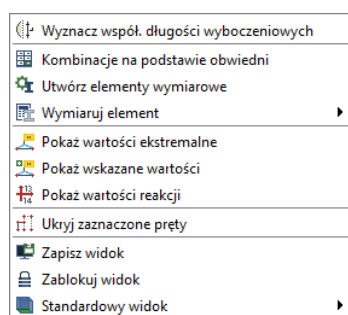 Wyznacz współ. długości wyboczeniowych
Kombinacje na podstawie obwiedni
Utwórz elementy wymiarowe
Wymiaruj element
Pokaż wartości ekstremalne
Pokaż wskazane wartości
Pokaż wartości reakcji
Ukryj zaznaczone pręty
Zapisz widok
Zablokuj widok
Standardowy widok